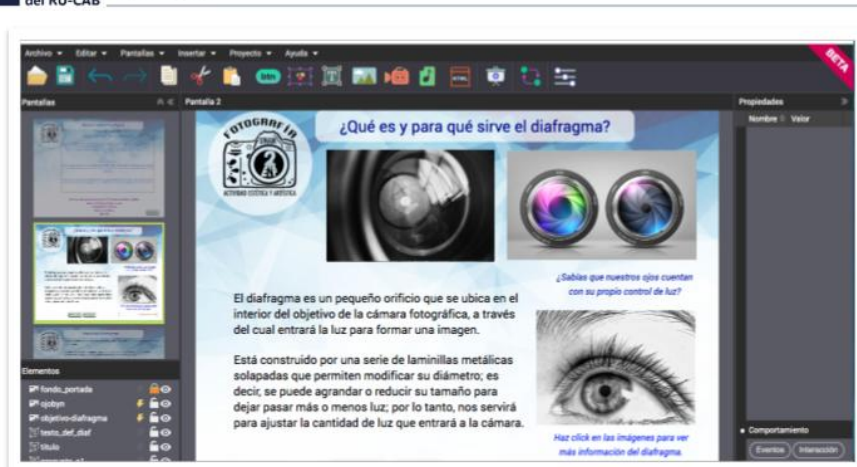 del RU-CAB
Archivo Editar Pantallas Insertar Proyecto Ayuda
BETA
HTML
Pantallas
Pantalla 2
Propiedades
Nombre Valor
FOTOGRAFÍA
ACTIVIDAD ESTÉTICA Y ARTÍSTICA
¿Qué es y para qué sirve el diafragma?
¿Sabías que nuestros ojos cuentan
con su propio control de luz?
El diafragma es un pequeño orificio que se ubica en el
interior del objetivo de la cámara fotográfica, a través
del cual entrará la luz para formar una imagen.
Está construido por una serie de laminillas metálicas
solapadas que permiten modificar su diámetro; es
decir, se puede agrandar o reducir su tamaño para
dejar pasar más o menos luz; por lo tanto, nos servirá
para ajustar la cantidad de luz que entrará a la cámara.
Haz click en las imágenes para ver
más información del diafragma.
Elementos
fondo_portada
ojobyn
objetivo-diafragma
texto_def_diaf
titulo
Comportamiento
Eventos Interacción